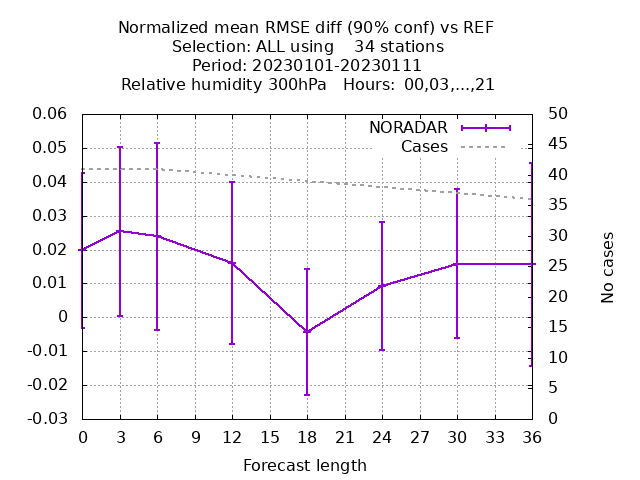 Normalized mean RMSE diff (90% conf) vs REF
Selection: ALL using    34 stations
Period: 20230101-20230111
Relative humidity 300hPa   Hours:  00,03,...,21
NORADAR
Cases
0.06
0.05
0.04
0.03
0.02
0.01
0
-0.01
-0.02
-0.03
50
45
40
35
30
25
20
15
10
5
0
No cases
0 3 6 9 12 15 18 21 24 27 30 33 36
Forecast length